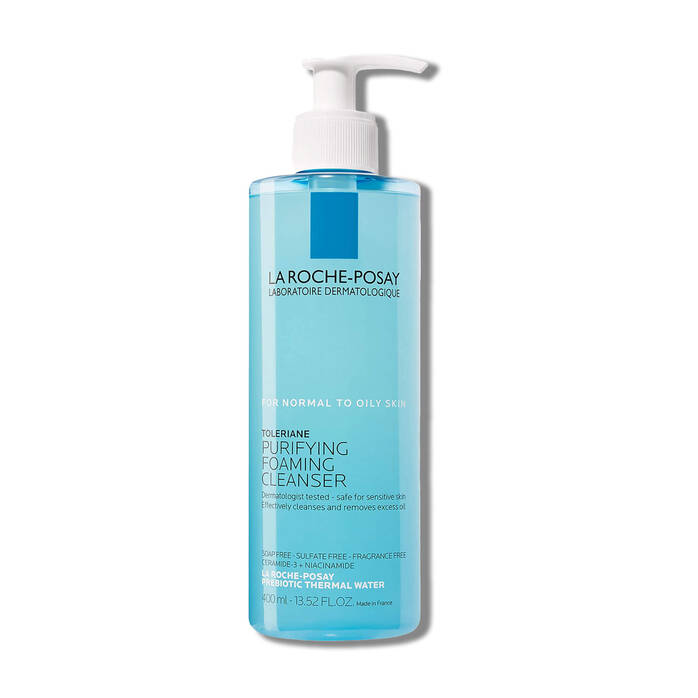 LA ROCHE-POSAY
LABORATOIRE DERMATOLOGIQUE
FOR NORMAL TO OILY SKIN
TOLERIANE
PURIFYING
FOAMING
CLEANSER
Dermatologist tested - safe for sensitive skin
Effectively cleanses and removes excess oil
SOAP FREE - SULFATE FREE - FRAGRANCE FREE
CERAMIDE-3 + NIACINAMIDE
LA ROCHE-POSAY
PREBIOTIC THERMAL WATER
400 ml - 13.52 FL.OZ. Made in France